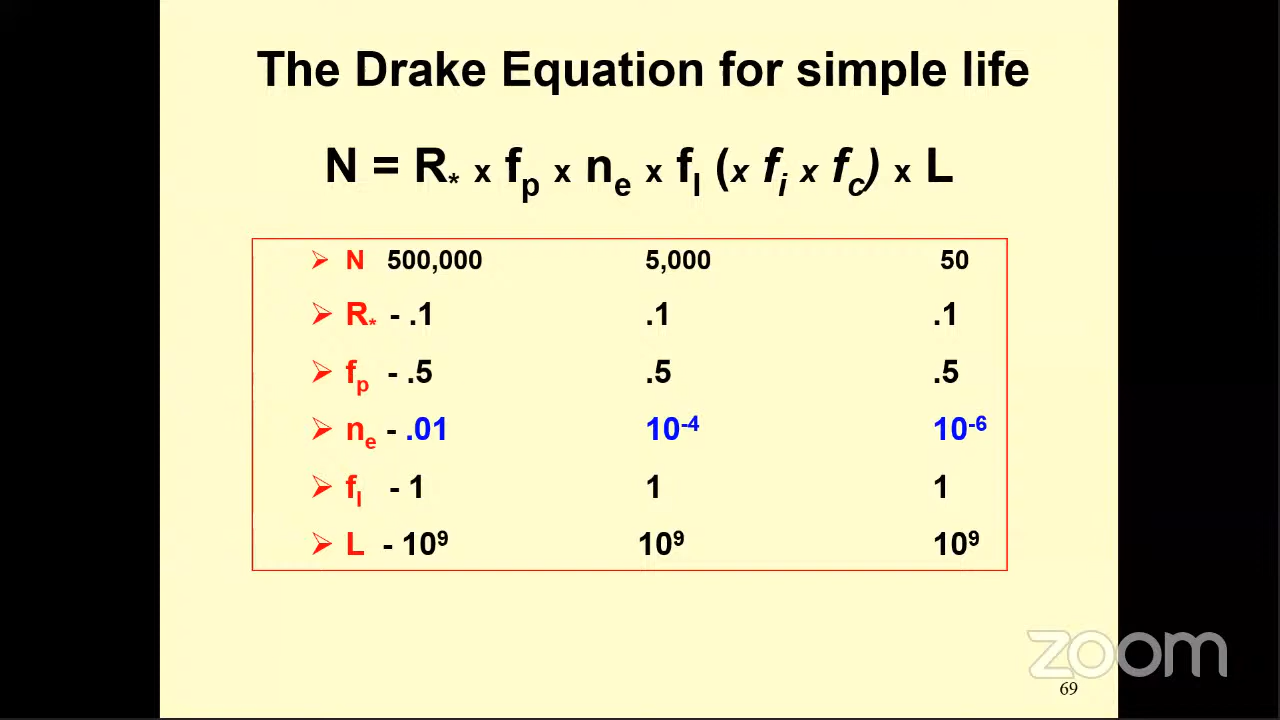 The Drake Equation for simple life
N = R* x fp x ne x fl (x fi x fc) x L
➢ N 500,000 5,000 50
➢ R* - .1 .1 .1
➢ fp - .5 .5 .5
➢ ne - .01 10-4 10-6
➢ fl - 1 1 1
➢ L - 109 109 109
zoom
69